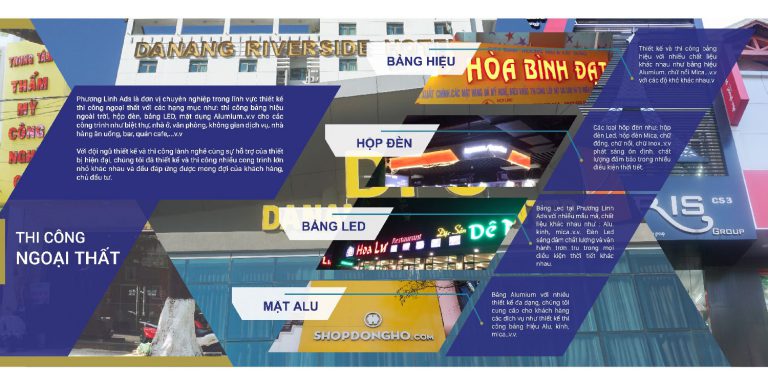 DANANG RIVERSIDE HOTEL
TRUNG TÂM
THẨM
MỸ
CÔNG
NGHỆ
Phương Linh Ads là đơn vị chuyên nghiệp trong lĩnh vực thiết kế
thi công ngoại thất với các hạng mục như: thi công bảng hiệu
ngoài trời, hộp đèn, bảng LED, mặt dựng Alumium..v.v cho các
công trình như biệt thự, nhà ở, văn phòng, không gian dịch vụ, nhà
hàng ăn uống, bar, quán cafe,...v.v
Với đội ngũ thiết kế và thi công lành nghề cùng sự hổ trợ của thiết
bị hiện đại, chúng tôi đã thiết kế và thi công nhiều cong trình lớn
nhỏ khác nhau và đều đáp ứng được mong đợi của khách hàng,
chủ đầu tư.
THI CÔNG
NGOẠI THẤT
BẢNG HIỆU
HÒA BÌNH ĐẠT
Thiết kế và thi công bảng
hiệu với nhiều chất liệu
khác nhau như bảng hiệu
Alumium, chữ nổi Mica,..v.v
với các độ khó khác nhau.v
HỘP ĐÈN
Các loại hộp đèn như: hộp
đèn Led, hộp đèn Mica, chữ
đồng, chữ nổi, chữ Inox..v.v
phát sáng ổn định, chất
lượng đảm bảo trong nhiều
điều kiện thời tiết.
DANA
BẢNG LED
Hoa Lư
Restaurant
Đặc Sản
Dê
Bảng Led tại Phương Linh
Ads với nhiều mẫu mã, chất
liệu khác nhau như : Alu,
kính, mica..v.v. Đèn Led
sáng đảm chất lượng và vân
hành trơn tru trong mọi
điều kiện thời tiết khác
nhau.
RIS
CS3
GROUP
MẶT ALU
SHOPDONGHO.COM
Bảng Alumium với nhiều
thiết kế đa dạng, chúng tôi
cung cấp cho khách hàng
các dịch vụ như thiết kế thi
công bảng Hiệu Alu, kính,
mica..v.v